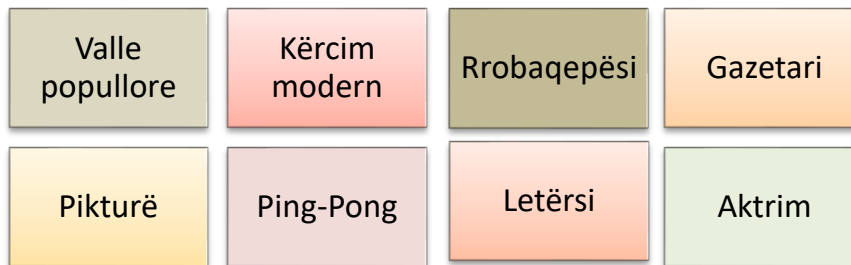 Valle
popullore
Kërcim
modern
Rrobaqepësi
Gazetari
Pikturë
Ping-Pong
Letërsi
Aktrim